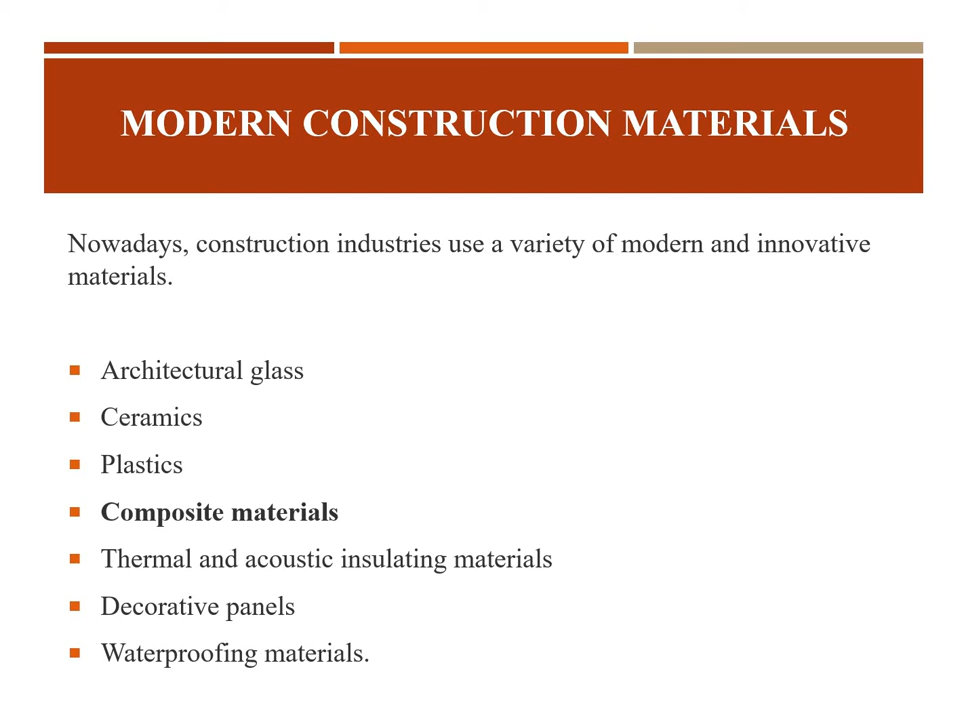 MODERN CONSTRUCTION MATERIALS
Nowadays, construction industries use a variety of modern and innovative
materials.
Architectural glass
Ceramics
Plastics
Composite materials
Thermal and acoustic insulating materials
Decorative panels
Waterproofing materials.